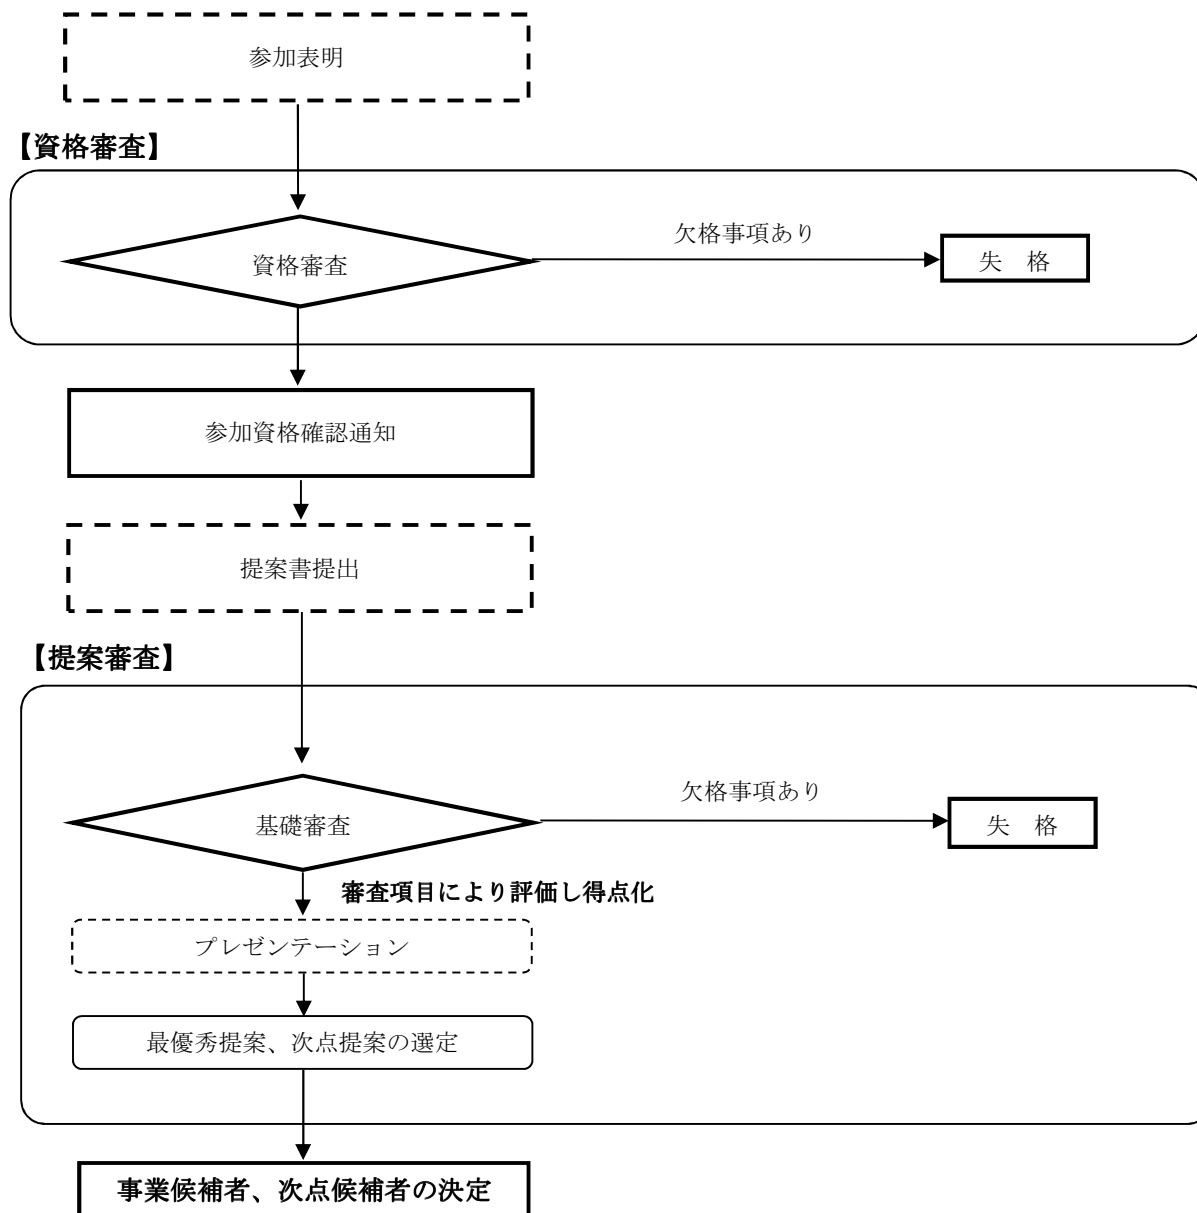 参加表明
【資格審査】
欠格事項あり
資格審査
失　格
参加資格確認通知
提案書提出
【提案審査】
欠格事項あり
基礎審査
失　格
審査項目により評価し得点化
プレゼンテーション
最優秀提案、次点提案の選定
事業候補者、次点候補者の決定